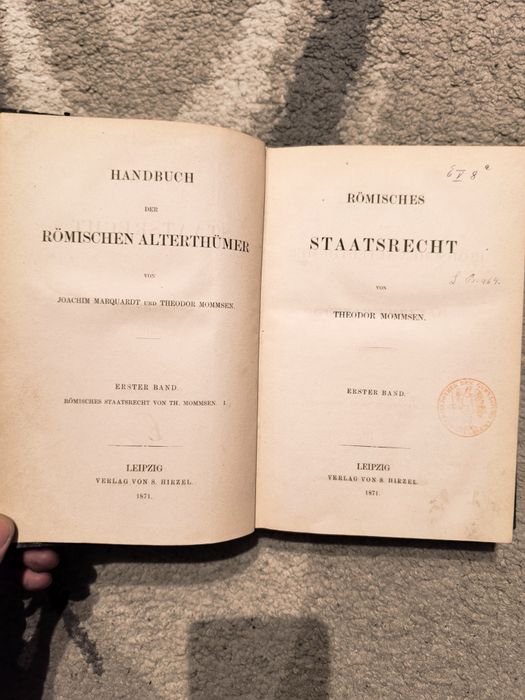 HANDBUCH
DER
RÖMISCHEN ALTERTHÜMER
VON
JOACHIM MARQUARDT UND THEODOR MOMMSEN.
ERSTER BAND.
RÖMISCHES STAATSRECHT VON TH. MOMMSEN. I.
LEIPZIG
VERLAG VON S. HIRZEL.
1871.
RÖMISCHES
STAATSRECHT
VON
THEODOR MOMMSEN.
ERSTER BAND.
LEIPZIG
VERLAG VON S. HIRZEL.
1871.